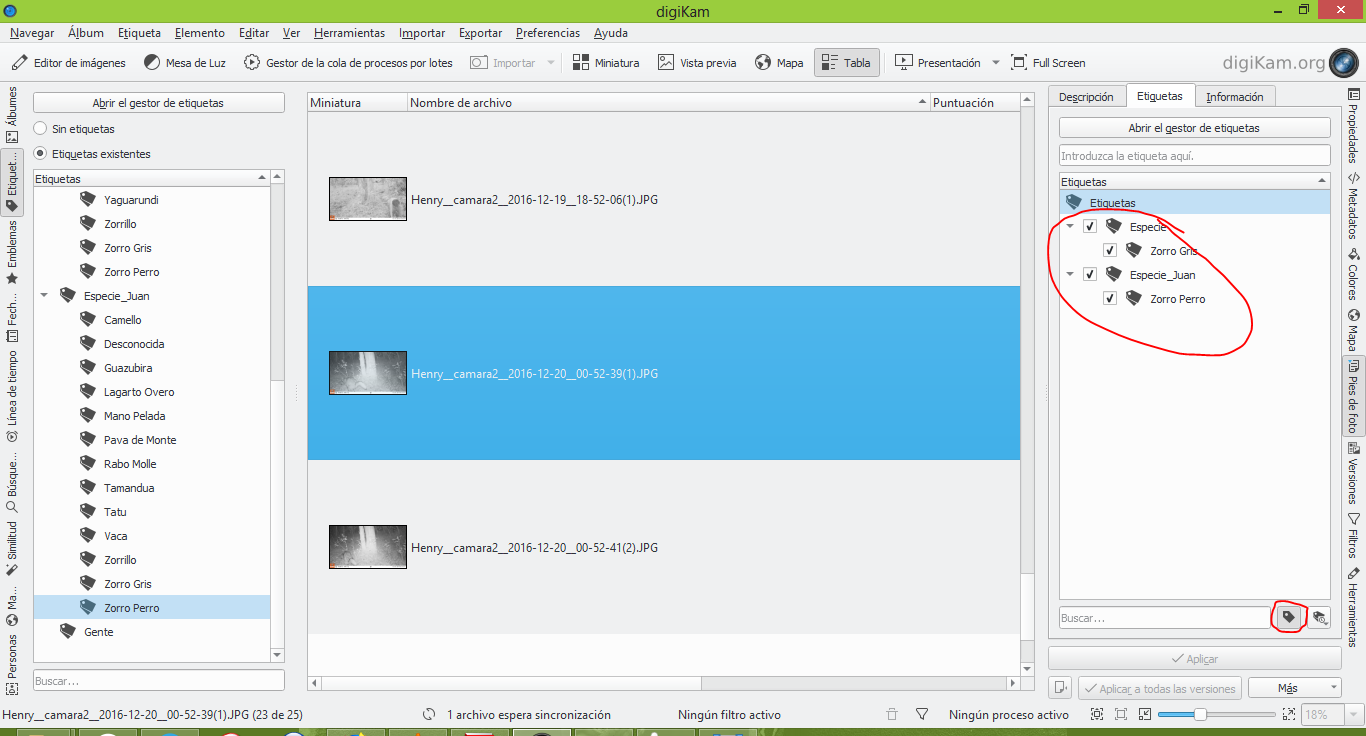 digiKam
Navegar Álbum Etiqueta Elemento Editar Ver Herramientas Importar Exportar Preferencias Ayuda
Editor de imágenes Mesa de Luz Gestor de la cola de procesos por lotes Importar Miniatura Vista previa Mapa Tabla Presentación Full Screen digiKam.org
Álbumes
Etiquet...
Emblemas
Fech...
Línea de tiempo
Búsque...
Similitud
Ma...
Personas
Abrir el gestor de etiquetas
Sin etiquetas
Etiquetas existentes
Etiquetas
Yaguarundi
Zorrillo
Zorro Gris
Zorro Perro
Especie_Juan
Camello
Desconocida
Guazubira
Lagarto Overo
Mano Pelada
Pava de Monte
Rabo Molle
Tamandua
Tatu
Vaca
Zorrillo
Zorro Gris
Zorro Perro
Gente
Buscar...
Miniatura Nombre de archivo Puntuación
Henry__camara2__2016-12-19__18-52-06(1).JPG
Henry__camara2__2016-12-20__00-52-39(1).JPG
Henry__camara2__2016-12-20__00-52-41(2).JPG
Descripción Etiquetas Información
Abrir el gestor de etiquetas
Introduzca la etiqueta aquí.
Etiquetas
Etiquetas
Especie
Zorro Gris
Especie_Juan
Zorro Perro
Buscar...
Aplicar
Aplicar a todas las versiones Más
Propiedades
Metadatos
Colores
Mapa
Pies de foto
Versiones
Filtros
Herramientas
Henry__camara2__2016-12-20__00-52-39(1).JPG (23 de 25) 1 archivo espera sincronización Ningún filtro activo Ningún proceso activo 18%